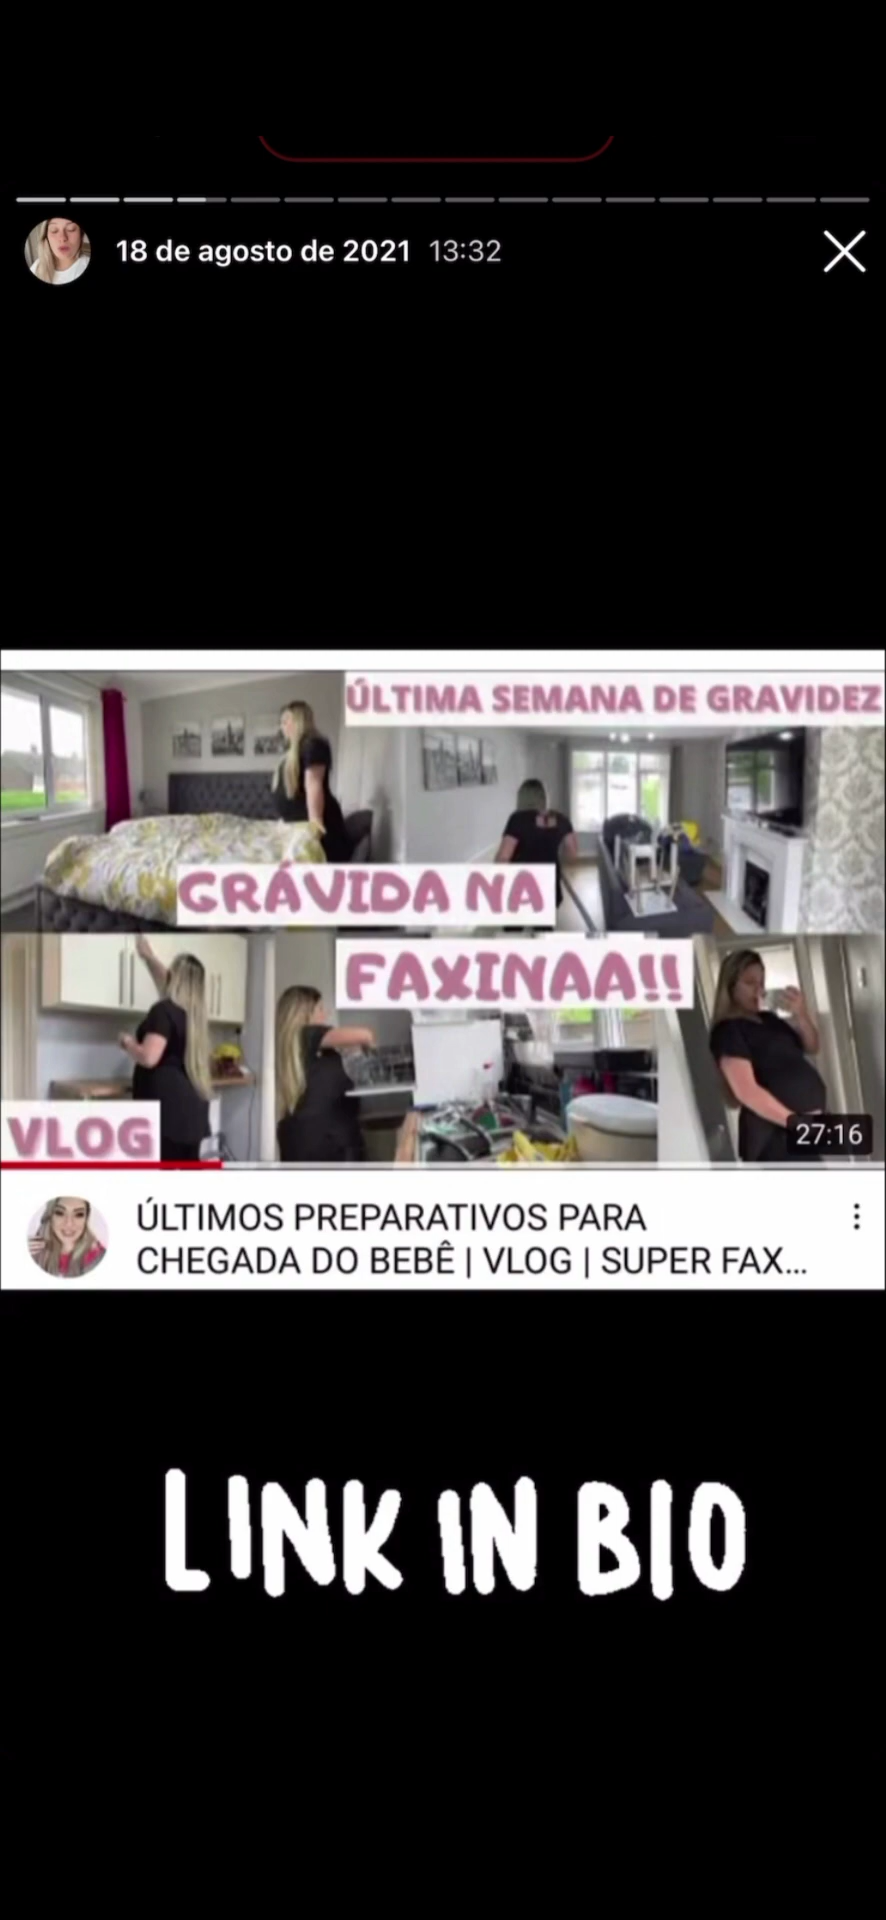 18 de agosto de 2021 13:32
ÚLTIMA SEMANA DE GRAVIDEZ
GRÁVIDA NA
FAXINAA!!
VLOG
27:16
ÚLTIMOS PREPARATIVOS PARA
CHEGADA DO BEBÊ | VLOG | SUPER FAX...
LINK IN BIO